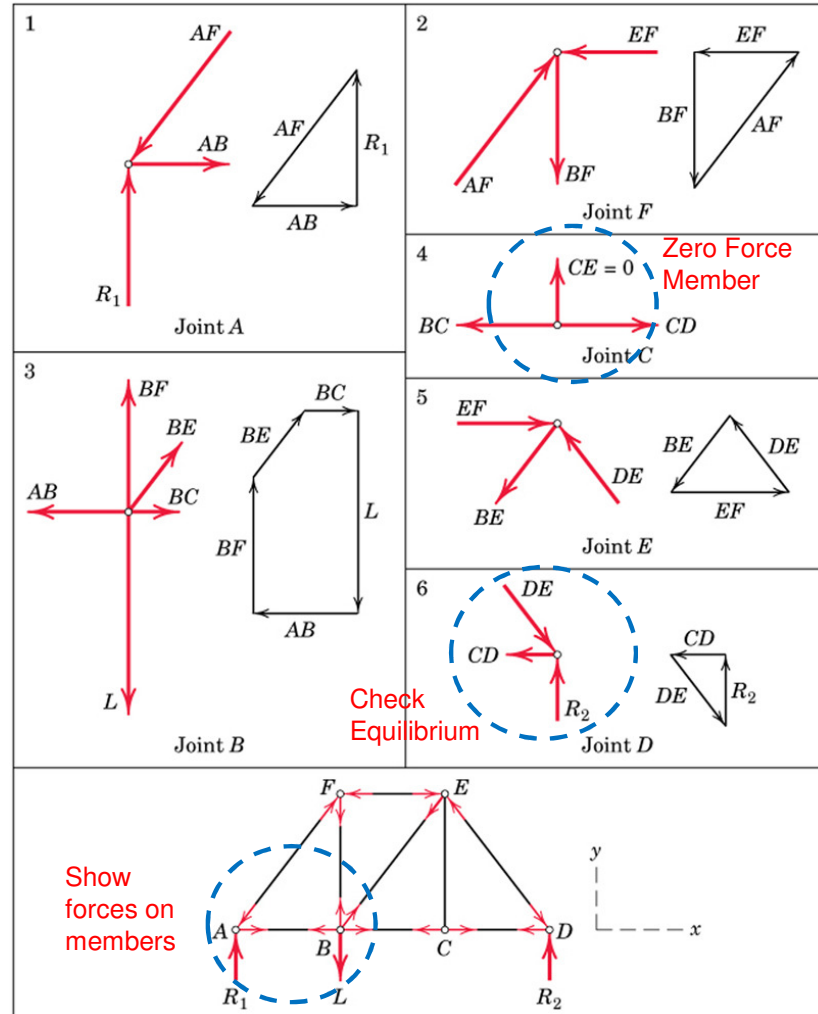 1
AF
AB
R1
AF
R1
AB
Joint A
2
EF
AF
BF
EF
BF
AF
Joint F
4
CE = 0
BC
CD
Joint C
Zero Force
Member
3
BF
BE
AB
BC
L
BC
BE
BF
L
AB
Joint B
5
EF
BE
DE
BE
DE
EF
Joint E
6
DE
CD
R2
CD
DE
R2
Joint D
Check
Equilibrium
F
E
A
B
C
D
R1
L
R2
y
x
Show
forces on
members